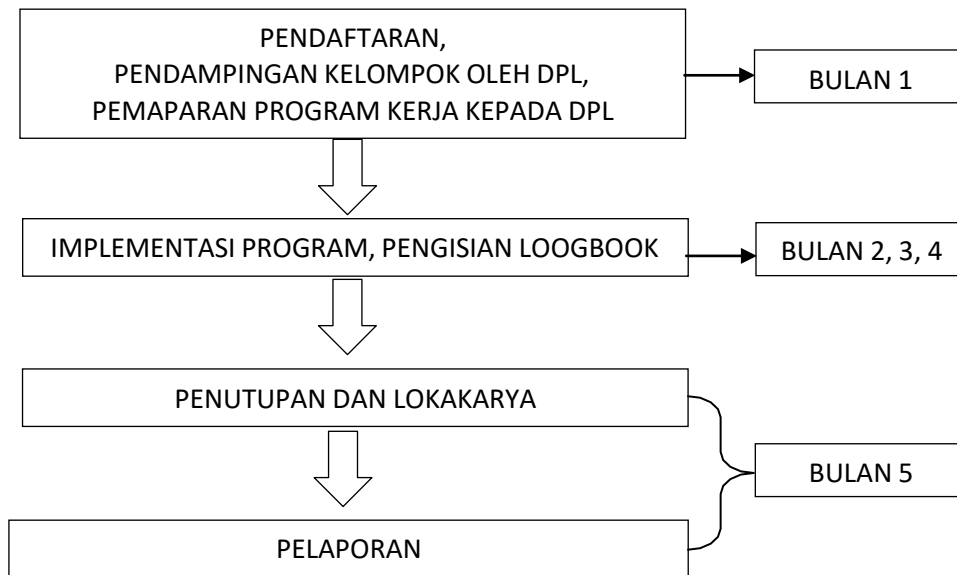 PENDAFTARAN,
PENDAMPINGAN KELOMPOK OLEH DPL,
PEMAPARAN PROGRAM KERJA KEPADA DPL
BULAN 1
IMPLEMENTASI PROGRAM, PENGISIAN LOOGBOOK
BULAN 2, 3, 4
PENUTUPAN DAN LOKAKARYA
BULAN 5
PELAPORAN